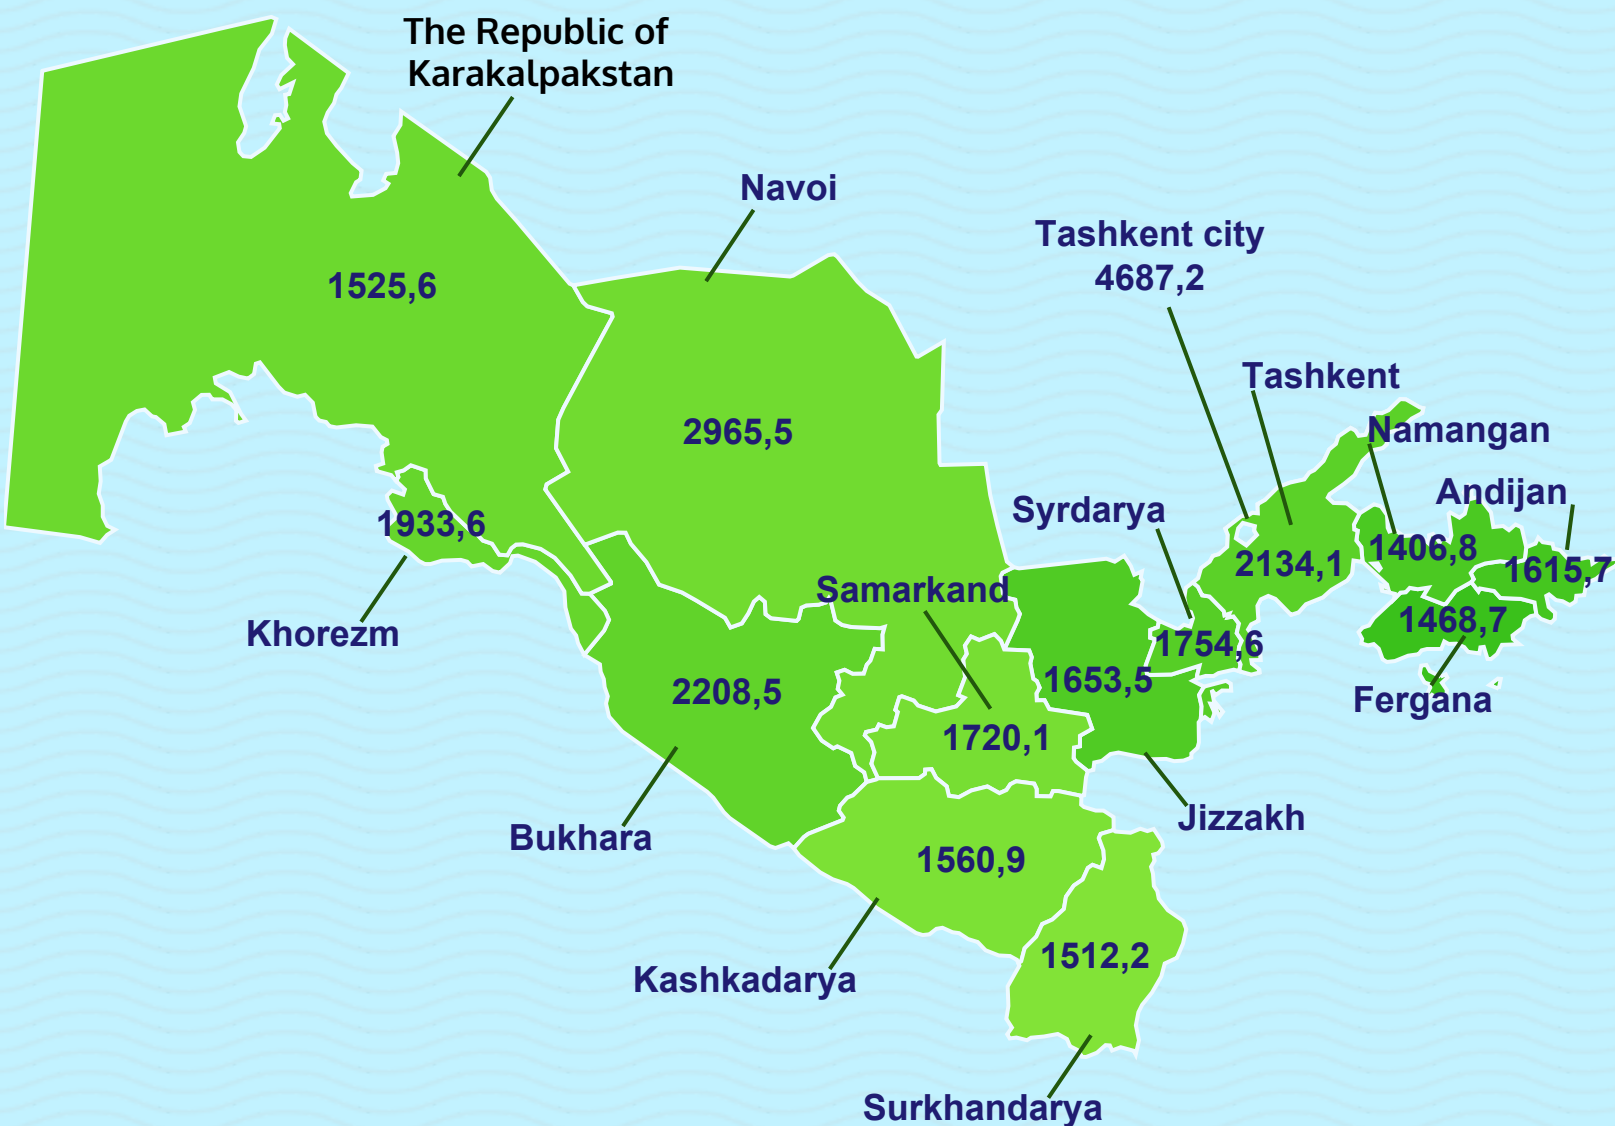 The Republic of
Karakalpakstan
Navoi
Tashkent city
4687,2
1525,6
Tashkent
Namangan
2965,5
Andijan
Syrdarya
1933,6
1406,8
2134,1
1615,7
Samarkand
1468,7
Khorezm
1754,6
1653,5
2208,5
Fergana
1720,1
Jizzakh
Bukhara
1560,9
1512,2
Kashkadarya
Surkhandarya